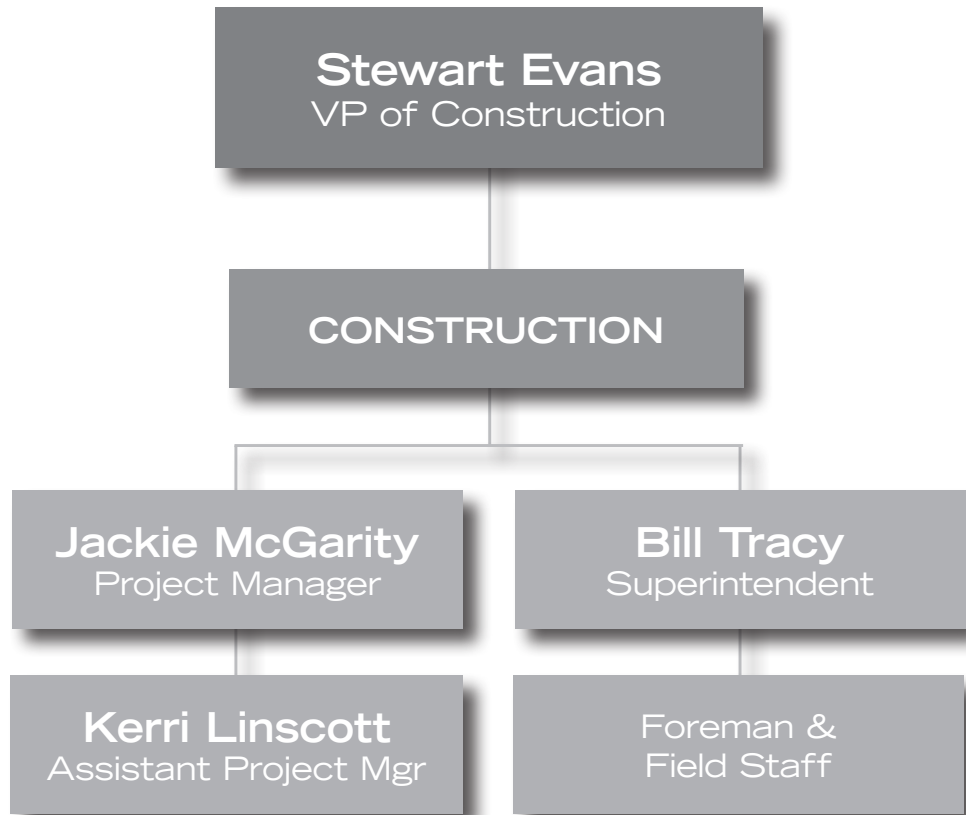 Stewart Evans
VP of Construction
CONSTRUCTION
Jackie McGarity
Project Manager
Bill Tracy
Superintendent
Kerri Linscott
Assistant Project Mgr
Foreman &
Field Staff